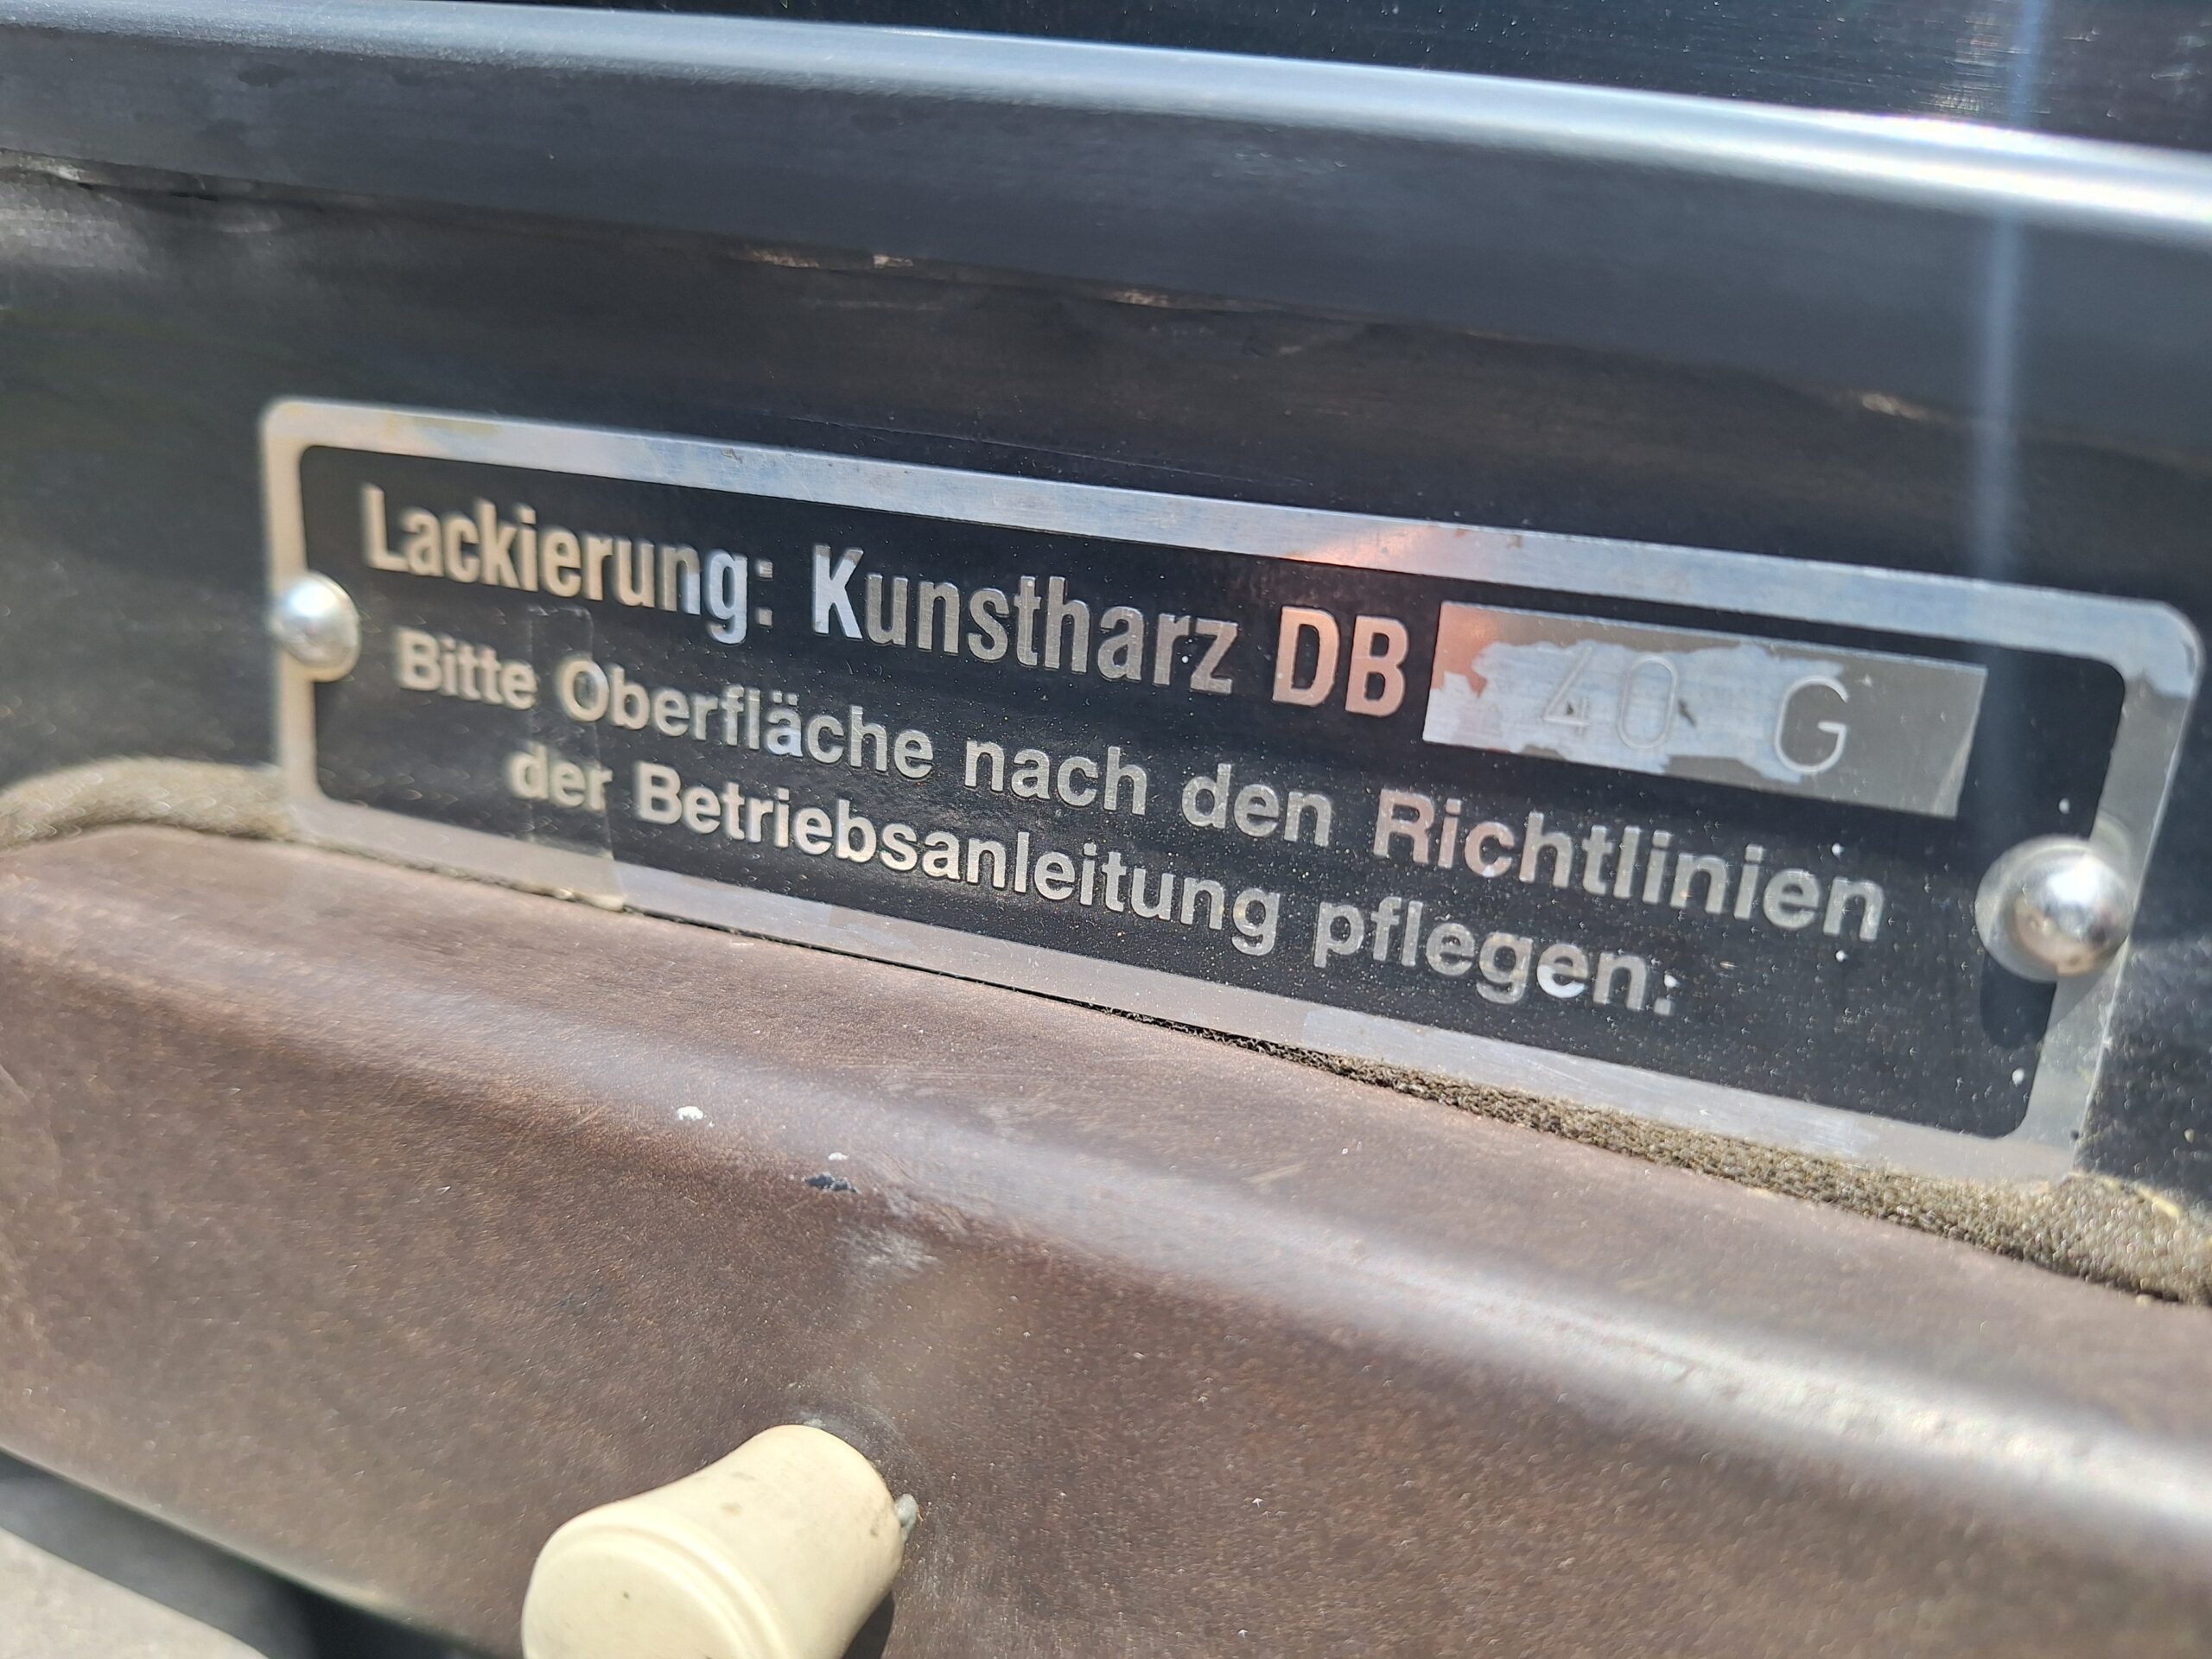 Lackierung: Kunstharz DB 40 G
Bitte Oberfläche nach den Richtlinien
der Betriebsanleitung pflegen: